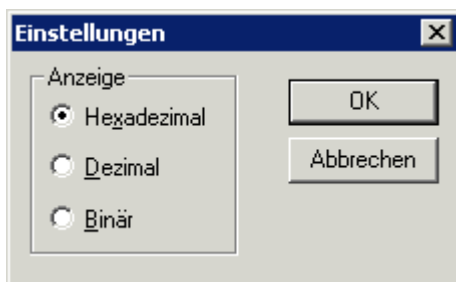 Einstellungen
Anzeige
Hexadezimal
Dezimal
Binär
OK
Abbrechen